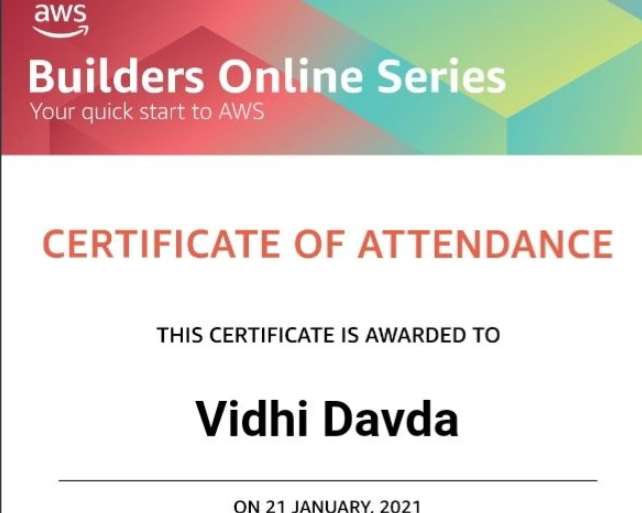 aws
Builders Online Series
Your quick start to AWS
CERTIFICATE OF ATTENDANCE
THIS CERTIFICATE IS AWARDED TO
Vidhi Davda
ON 21 JANUARY, 2021